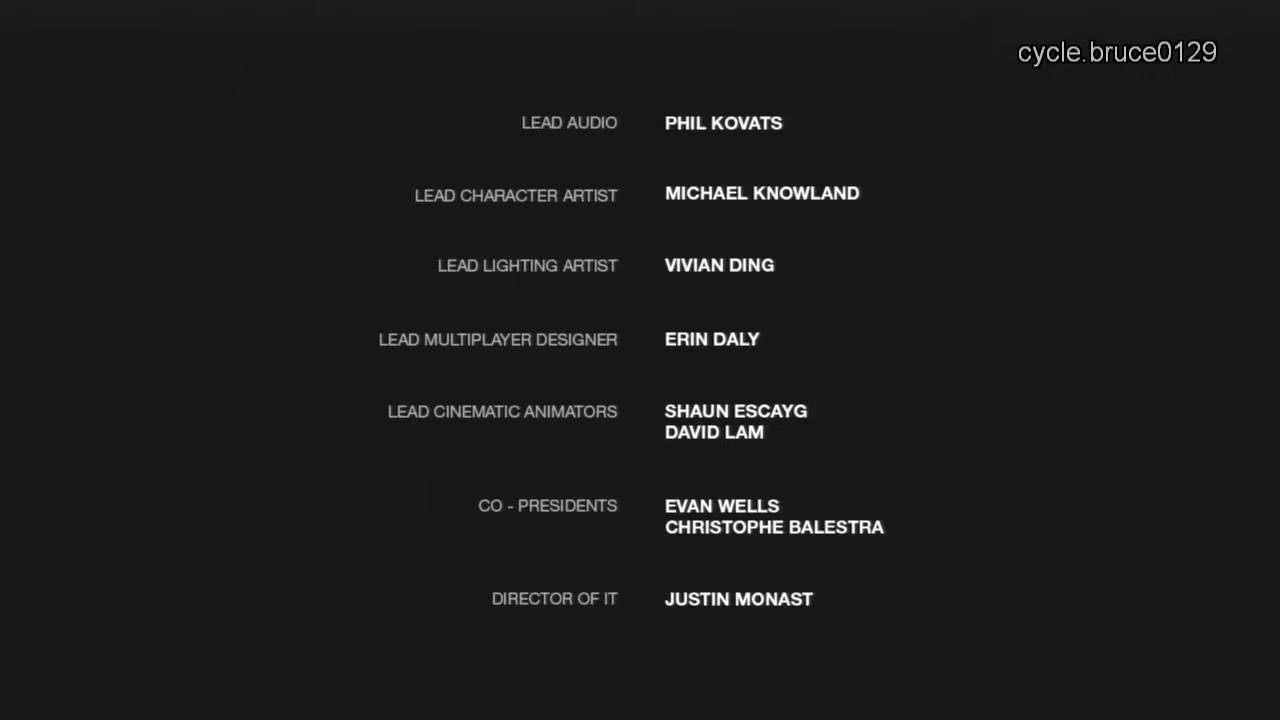 cycle.bruce0129
LEAD AUDIO PHIL KOVATS
LEAD CHARACTER ARTIST MICHAEL KNOWLAND
LEAD LIGHTING ARTIST VIVIAN DING
LEAD MULTIPLAYER DESIGNER ERIN DALY
LEAD CINEMATIC ANIMATORS SHAUN ESCAYG
DAVID LAM
CO - PRESIDENTS EVAN WELLS
CHRISTOPHE BALESTRA
DIRECTOR OF IT JUSTIN MONAST